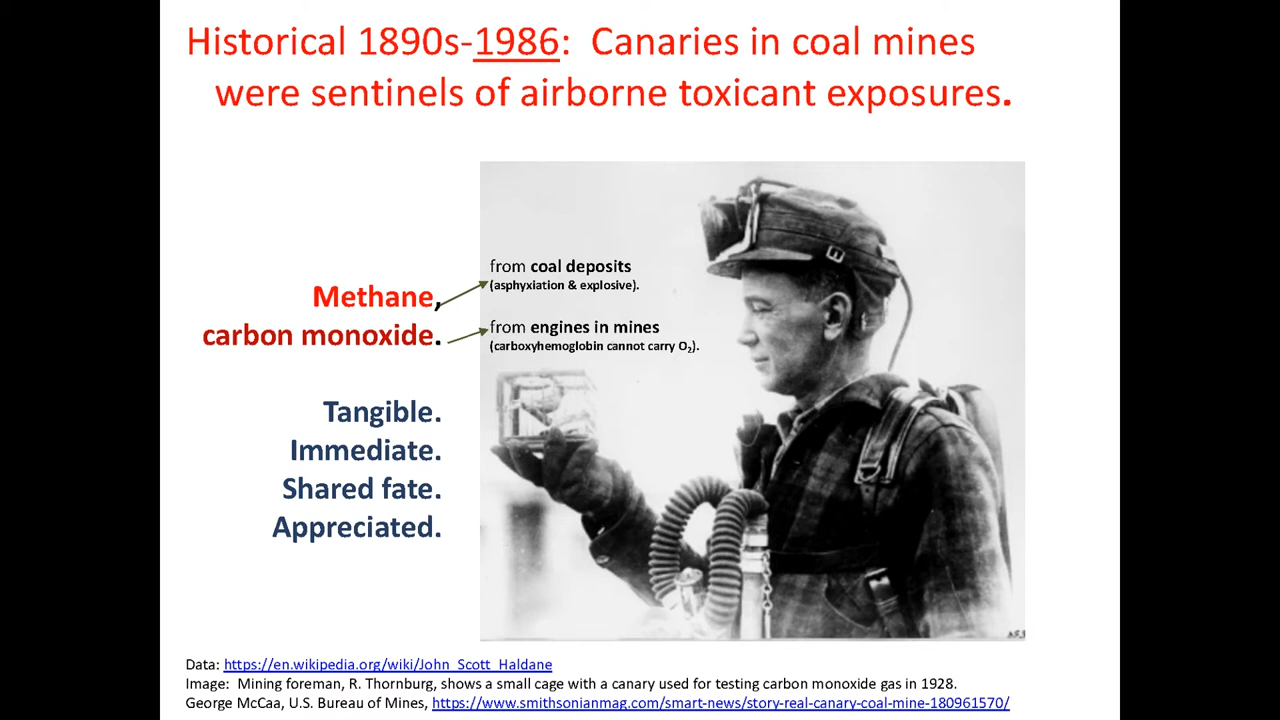 Historical 1890s-1986: Canaries in coal mines
were sentinels of airborne toxicant exposures.
from coal deposits
(asphyxiation & explosive).
Methane,
from engines in mines
carbon monoxide.
(carboxyhemoglobin cannot carry O₂).
Tangible.
Immediate.
Shared fate.
Appreciated.
Data: https://en.wikipedia.org/wiki/John_Scott_Haldane
Image: Mining foreman, R. Thornburg, shows a small cage with a canary used for testing carbon monoxide gas in 1928.
George McCaa, U.S. Bureau of Mines, https://www.smithsonianmag.com/smart-news/story-real-canary-coal-mine-180961570/